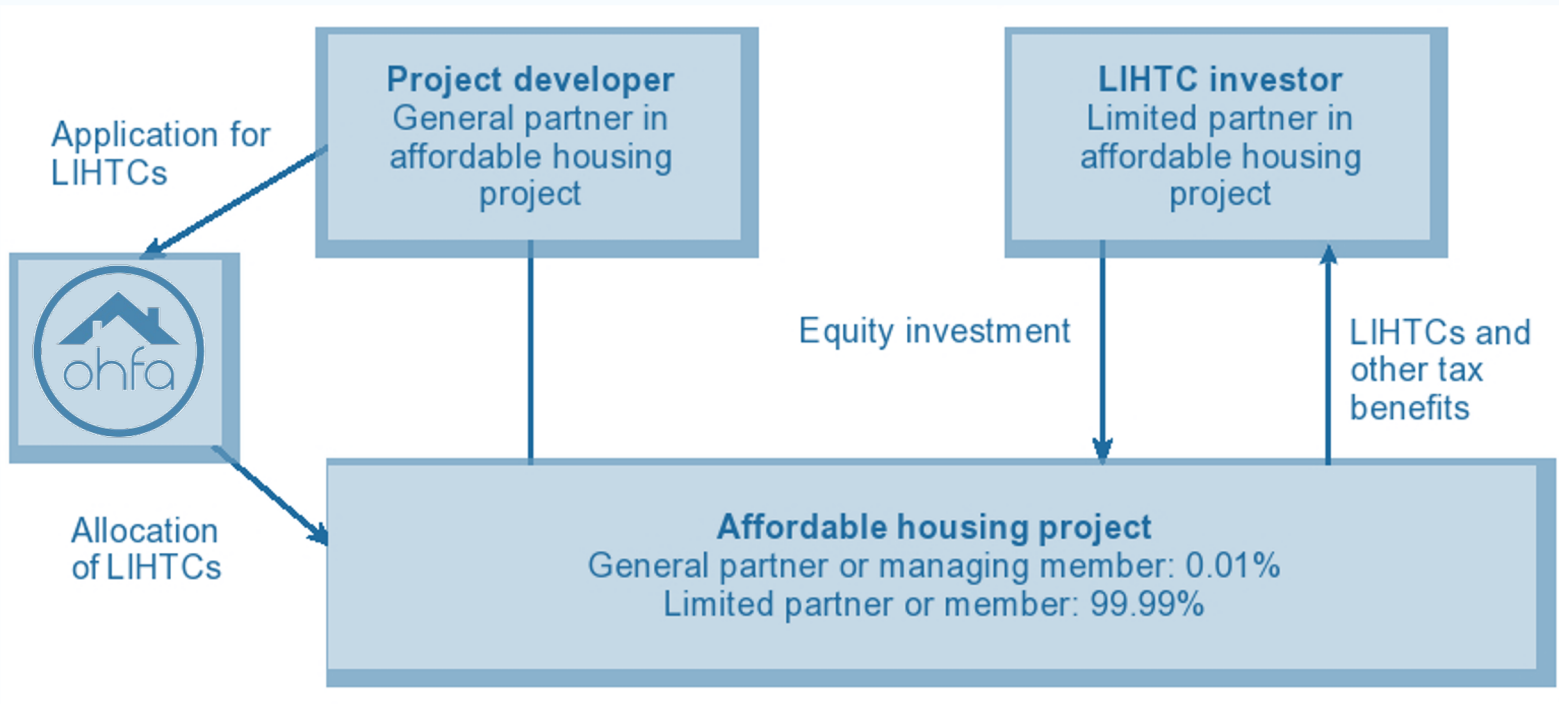 Project developer
General partner in
affordable housing
project
LIHTC investor
Limited partner in
affordable housing
project
Application for
LIHTCs
ohfa
Equity investment
LIHTCs and
other tax
benefits
Allocation
of LIHTCs
Affordable housing project
General partner or managing member: 0.01%
Limited partner or member: 99.99%